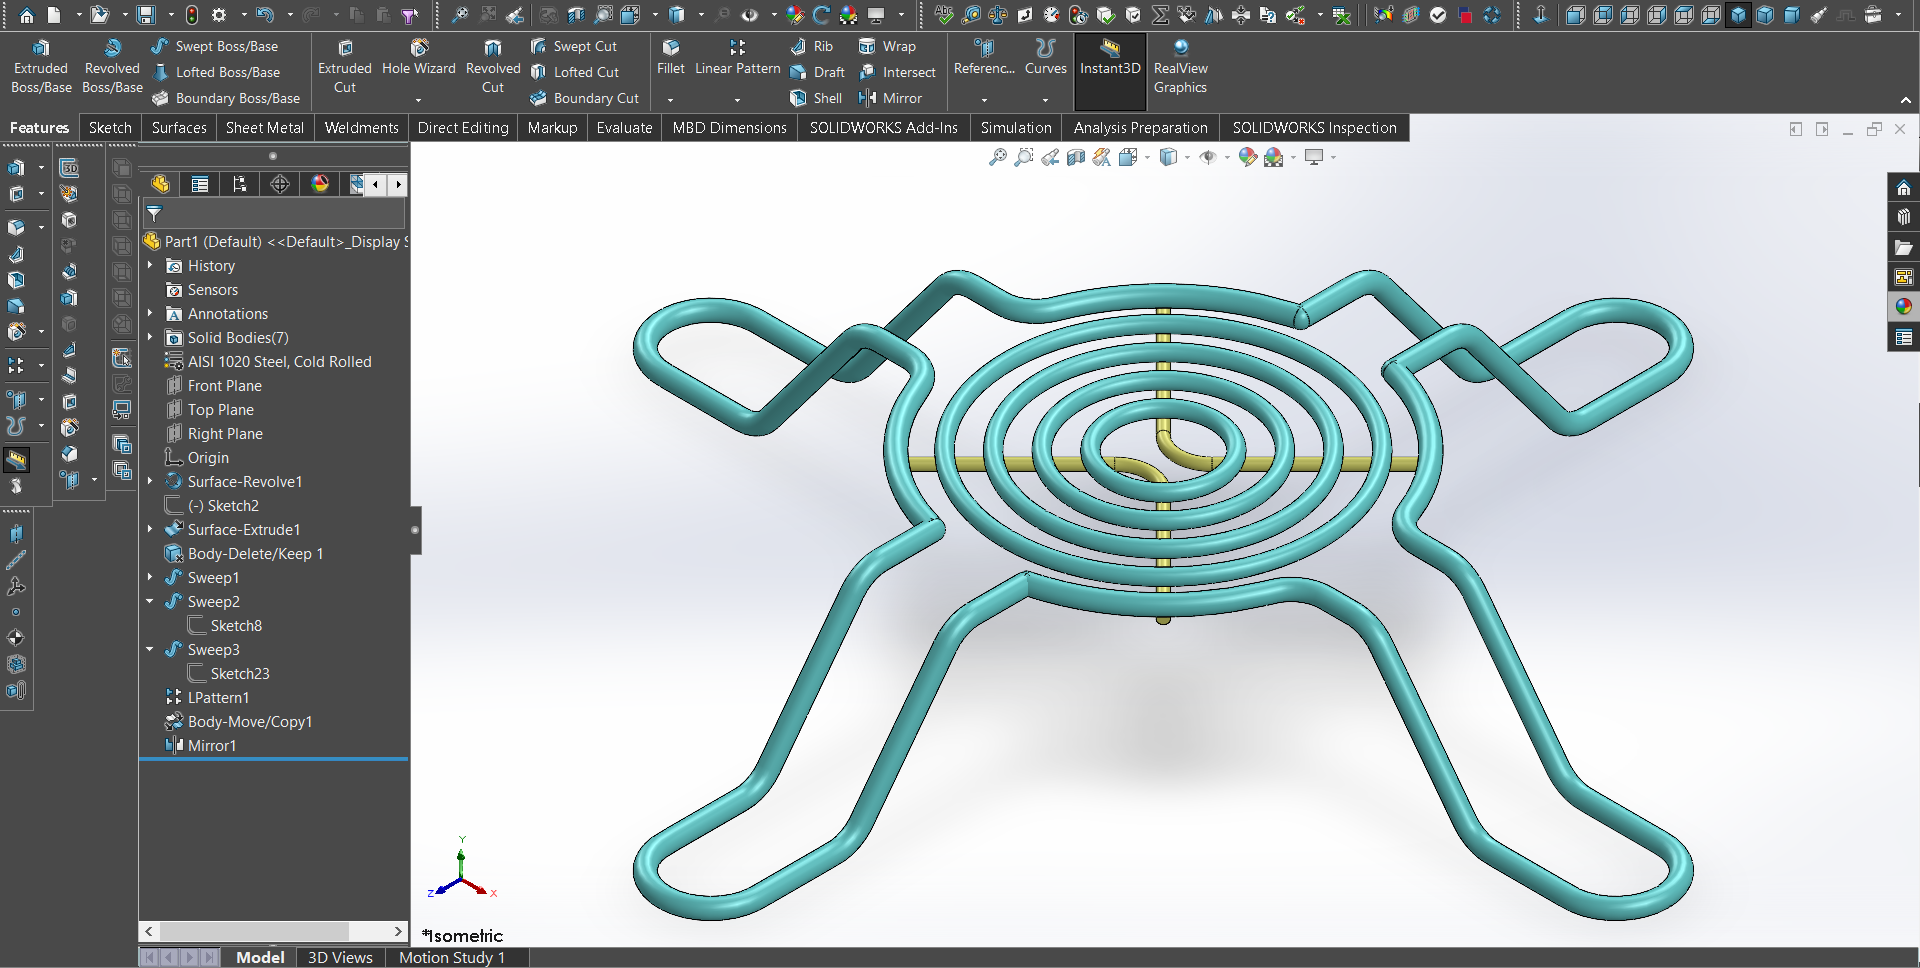 Extruded Boss/Base
Revolved Boss/Base
Swept Boss/Base
Lofted Boss/Base
Boundary Boss/Base
Extruded Cut
Hole Wizard
Revolved Cut
Swept Cut
Lofted Cut
Boundary Cut
Fillet
Linear Pattern
Rib
Draft
Shell
Wrap
Intersect
Mirror
Referenc...
Curves
Instant3D
RealView Graphics
Features
Sketch
Surfaces
Sheet Metal
Weldments
Direct Editing
Markup
Evaluate
MBD Dimensions
SOLIDWORKS Add-Ins
Simulation
Analysis Preparation
SOLIDWORKS Inspection
Part1 (Default) <<Default>_Display S
History
Sensors
Annotations
Solid Bodies(7)
AISI 1020 Steel, Cold Rolled
Front Plane
Top Plane
Right Plane
Origin
Surface-Revolve1
(-) Sketch2
Surface-Extrude1
Body-Delete/Keep 1
Sweep1
Sweep2
Sketch8
Sweep3
Sketch23
LPattern1
Body-Move/Copy1
Mirror1
Y
Z
X
*Isometric
Model
3D Views
Motion Study 1